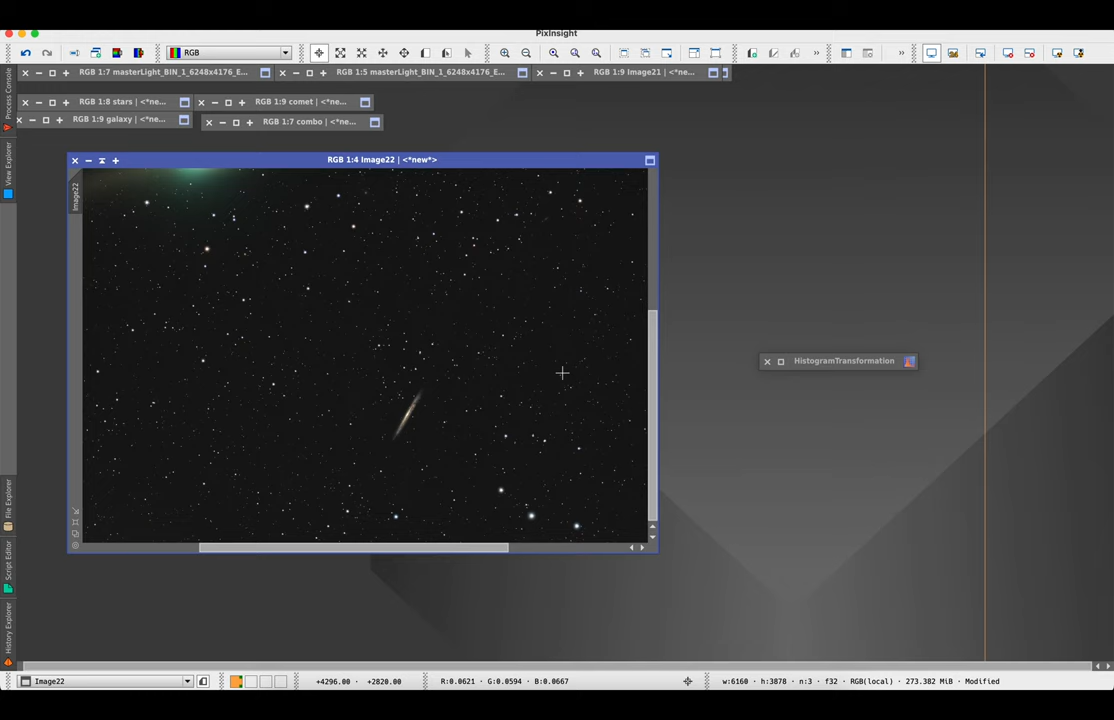 PixInsight
RGB
RGB 1:7 masterLight_BIN_1_6248x4176_E...
RGB 1:5 masterLight_BIN_1_6248x4176_E...
RGB 1:9 Image21 | <*ne...
RGB 1:8 stars | <*ne...
RGB 1:9 comet | <*ne...
RGB 1:9 galaxy | <*ne...
RGB 1:7 combo | <*ne...
RGB 1:4 Image22 | <*new*>
Image22
HistogramTransformation
Process Console
View Explorer
File Explorer
Script Editor
History Explorer
Image22
+4296.00 +2820.00
R:0.0621 G:0.0594 B:0.0667
w:6160 h:3878 n:3 f32 RGB(local) 273.382 MiB Modified